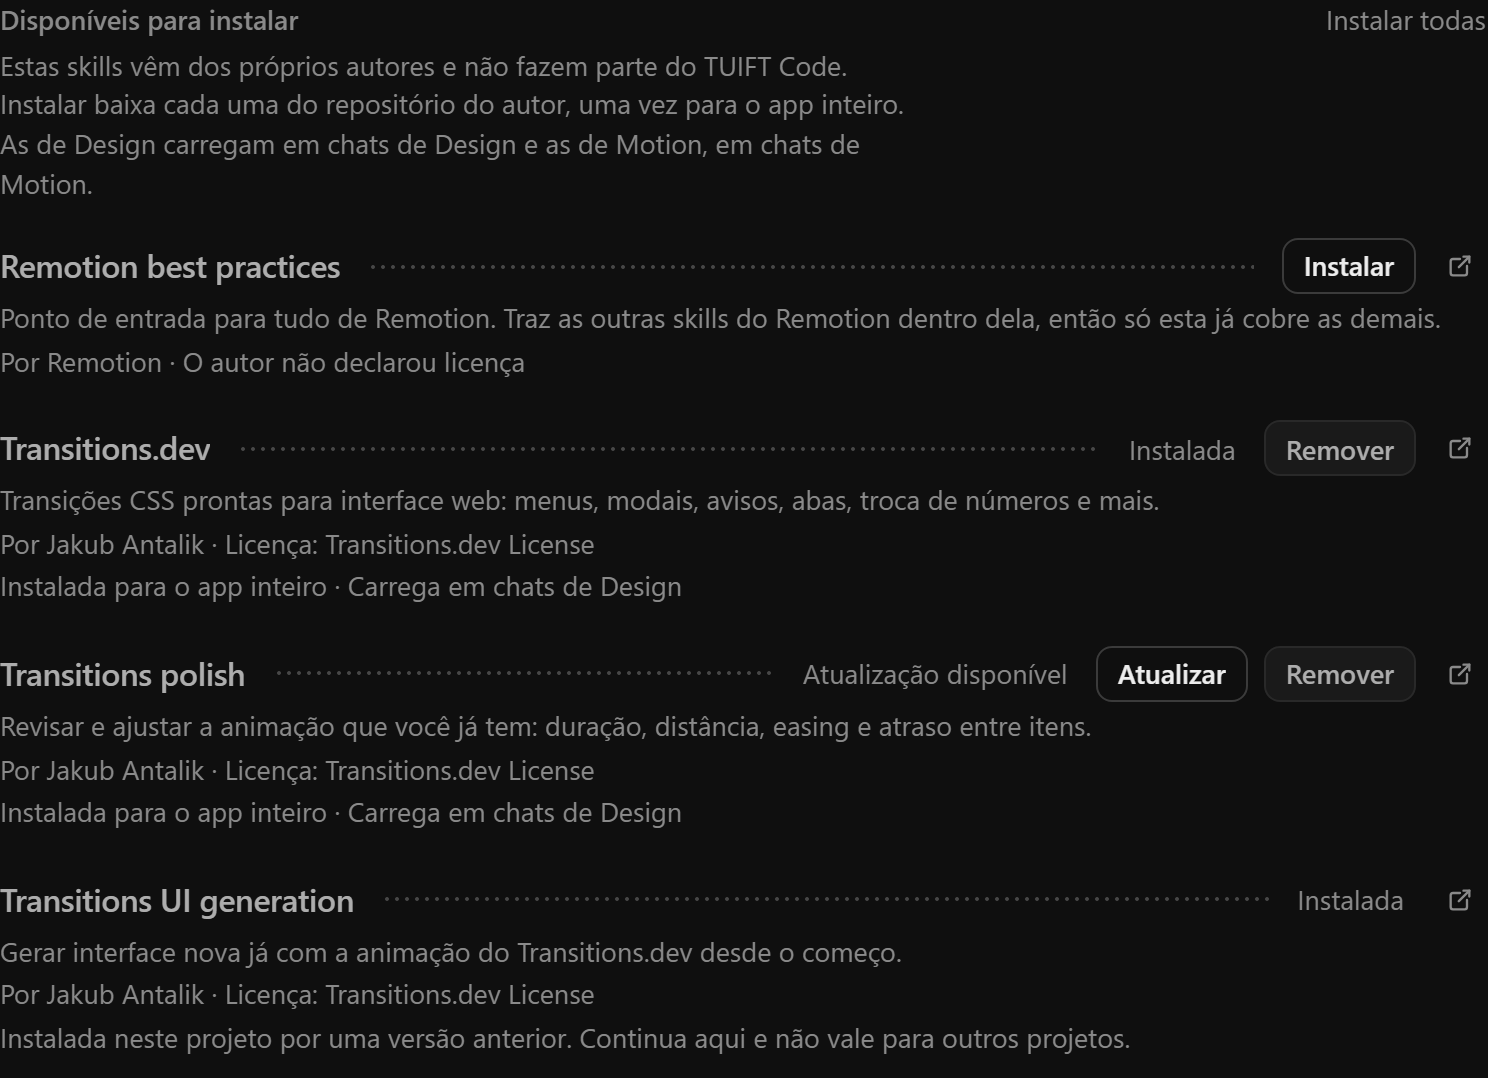 Disponíveis para instalar
Instalar todas
Estas skills vêm dos próprios autores e não fazem parte do TUIFT Code.
Instalar baixa cada uma do repositório do autor, uma vez para o app inteiro.
As de Design carregam em chats de Design e as de Motion, em chats de
Motion.
Remotion best practices
Instalar
Ponto de entrada para tudo de Remotion. Traz as outras skills do Remotion dentro dela, então só esta já cobre as demais.
Por Remotion · O autor não declarou licença
Transitions.dev
Instalada
Remover
Transições CSS prontas para interface web: menus, modais, avisos, abas, troca de números e mais.
Por Jakub Antalik · Licença: Transitions.dev License
Instalada para o app inteiro · Carrega em chats de Design
Transitions polish
Atualização disponível
Atualizar
Remover
Revisar e ajustar a animação que você já tem: duração, distância, easing e atraso entre itens.
Por Jakub Antalik · Licença: Transitions.dev License
Instalada para o app inteiro · Carrega em chats de Design
Transitions UI generation
Instalada
Gerar interface nova já com a animação do Transitions.dev desde o começo.
Por Jakub Antalik · Licença: Transitions.dev License
Instalada neste projeto por uma versão anterior. Continua aqui e não vale para outros projetos.